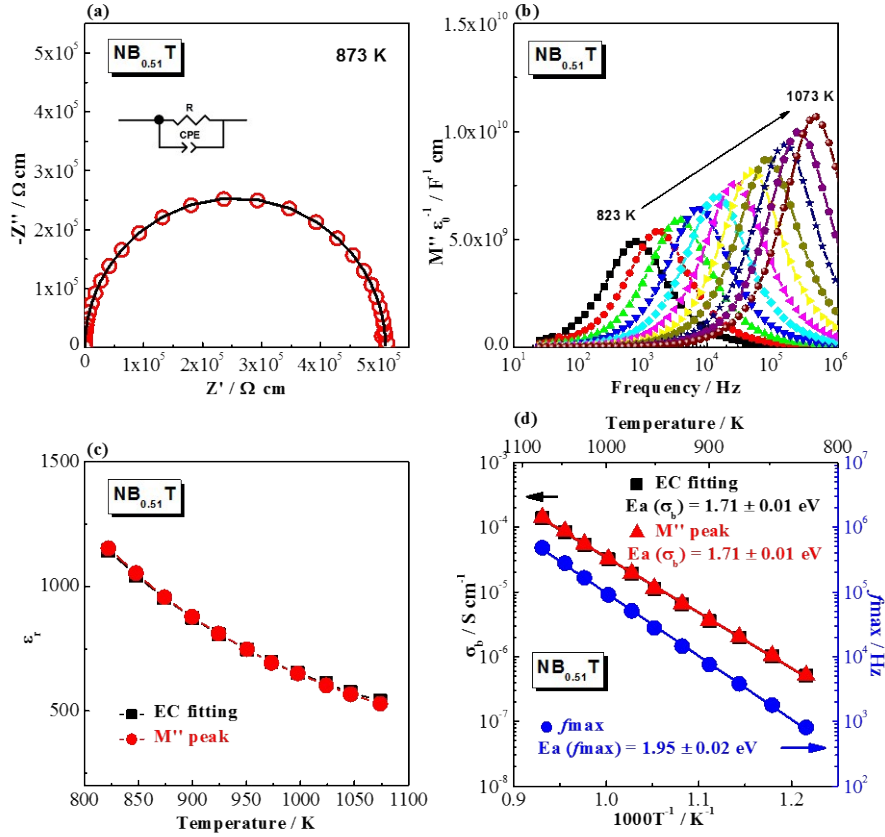 (a)
NB0.51T
873 K
R
CPE
5x10^5
4x10^5
3x10^5
2x10^5
1x10^5
0
-Z'' / Ω cm
0 1x10^5 2x10^5 3x10^5 4x10^5 5x10^5
Z' / Ω cm
(b)
NB0.51T
1073 K
823 K
1.5x10^10
1.0x10^10
5.0x10^9
0.0
M'' ε0^-1 / F^-1 cm
10^1 10^2 10^3 10^4 10^5 10^6
Frequency / Hz
(c)
NB0.51T
1500
1000
500
εr
EC fitting
M'' peak
800 850 900 950 1000 1050 1100
Temperature / K
(d)
Temperature / K
1100 1000 900 800
EC fitting
Ea (σb) = 1.71 ± 0.01 eV
M'' peak
Ea (σb) = 1.71 ± 0.01 eV
10^-3
10^-4
10^-5
10^-6
10^-7
10^-8
σb / S cm^-1
10^7
10^6
10^5
10^4
10^3
10^2
fmax / Hz
NB0.51T
fmax
Ea (fmax) = 1.95 ± 0.02 eV
0.9 1.0 1.1 1.2
1000T^-1 / K^-1